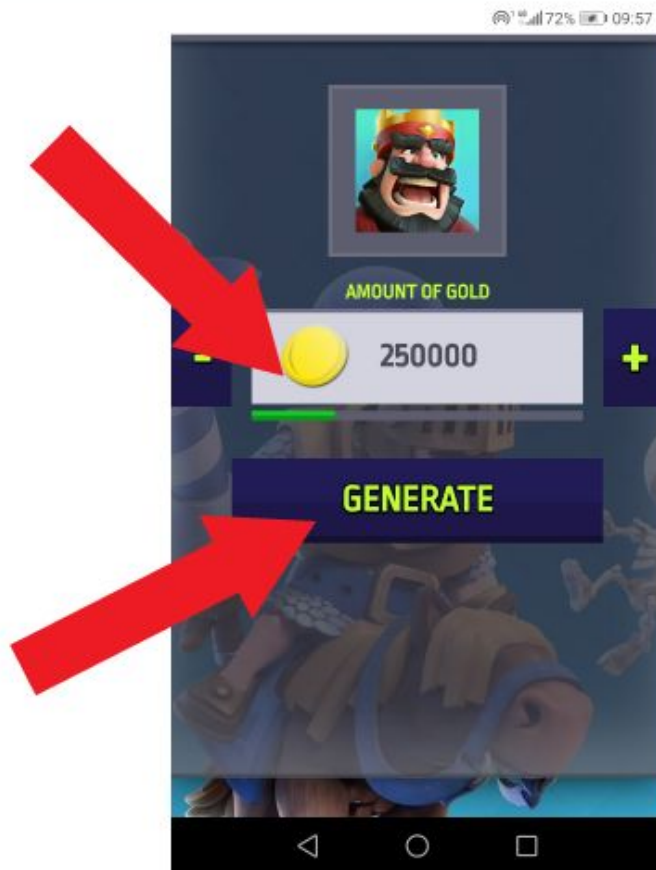 72% 09:57
AMOUNT OF GOLD
- 250000 +
GENERATE